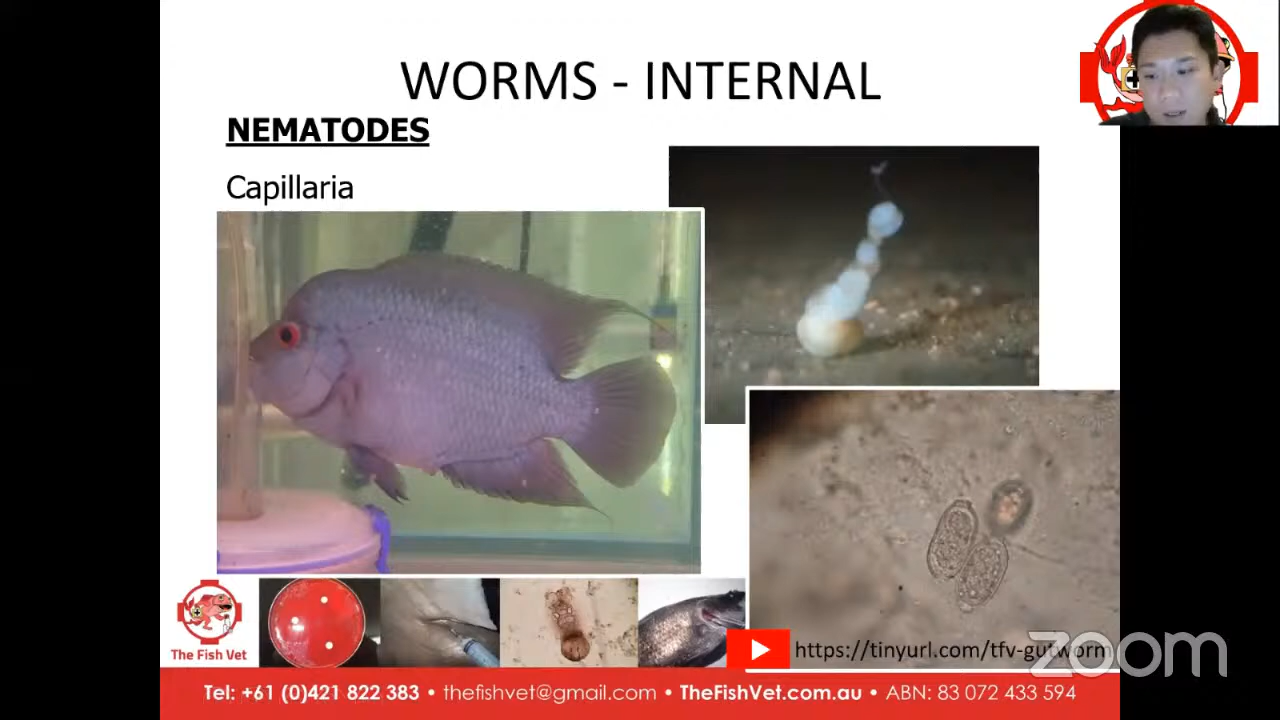 WORMS - INTERNAL
NEMATODES
Capillaria
The Fish Vet
https://tinyurl.com/tfv-gutworm
zoom
Tel: +61 (0)421 822 383 • thefishvet@gmail.com • TheFishVet.com.au • ABN: 83 072 433 594